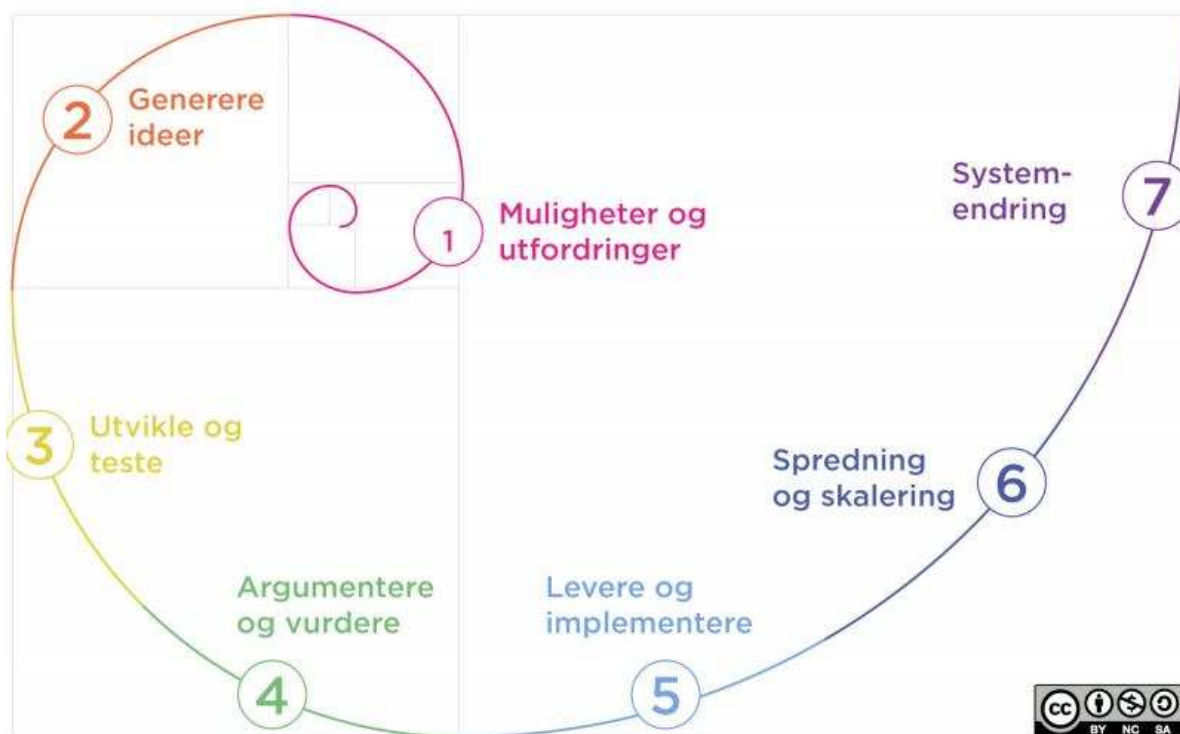 1
Muligheter og
utfordringer
2
Generere
ideer
3
Utvikle og
teste
4
Argumentere
og vurdere
5
Levere og
implementere
6
Spredning
og skalering
7
System-
endring
cc
BY NC SA